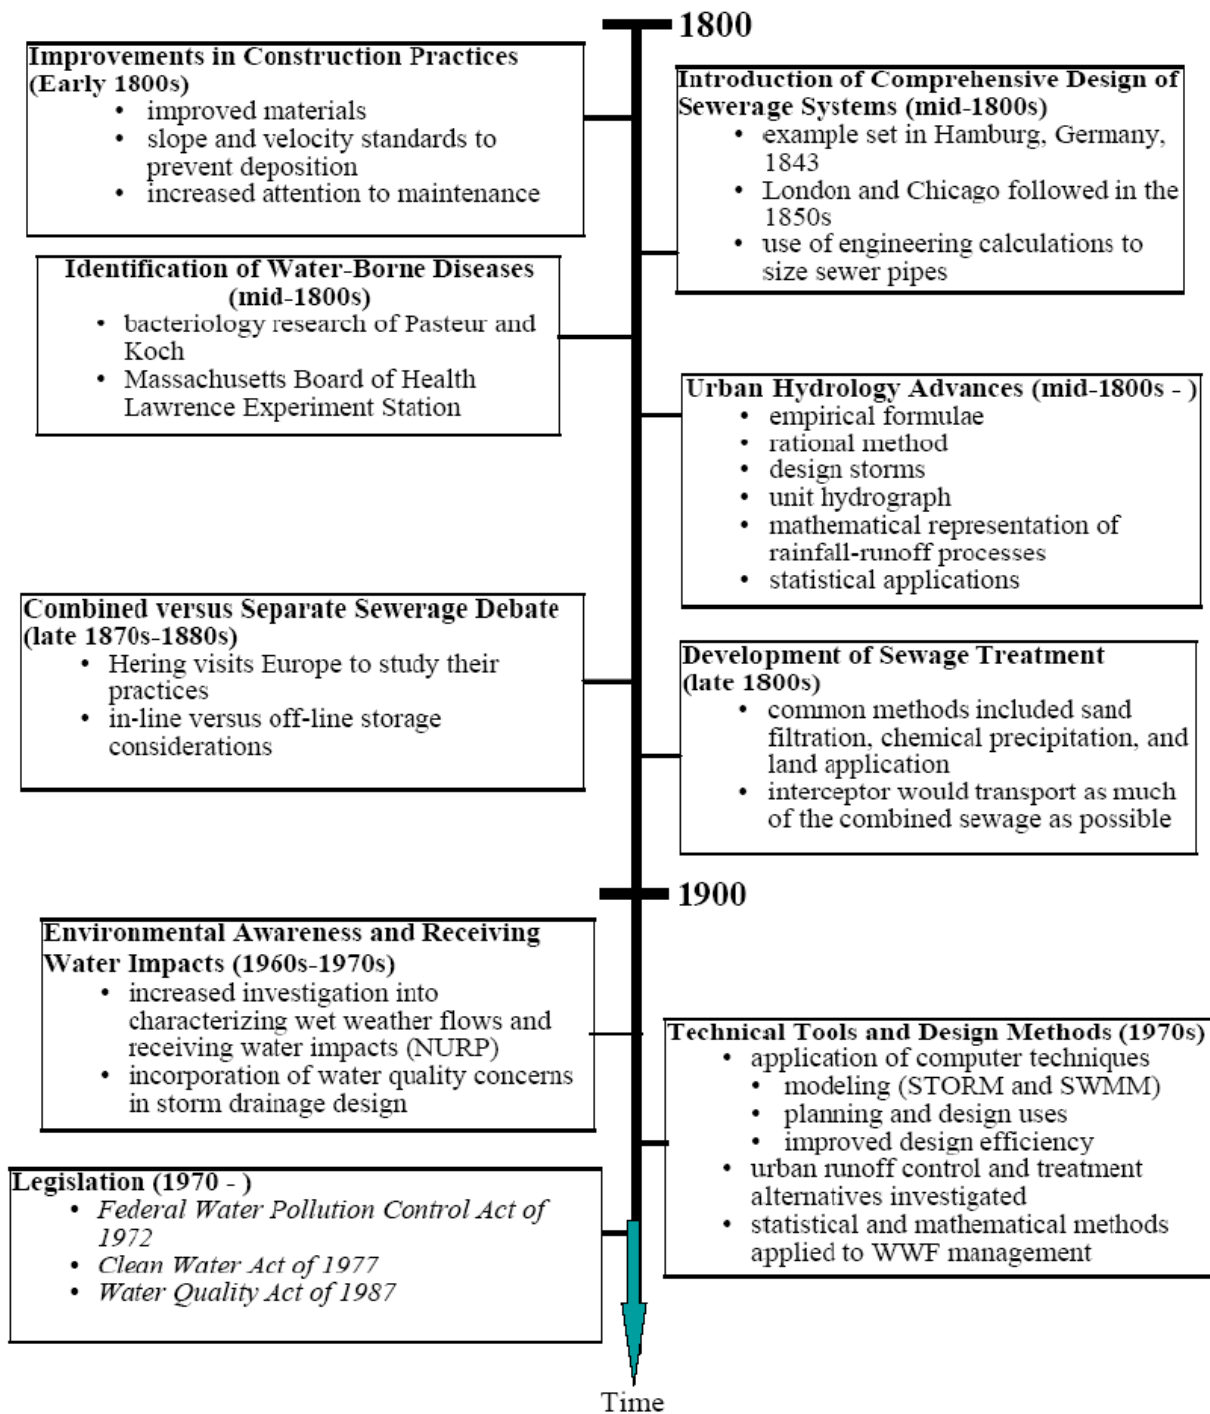 1800
Improvements in Construction Practices
(Early 1800s)
• improved materials
• slope and velocity standards to
prevent deposition
• increased attention to maintenance
Introduction of Comprehensive Design of
Sewerage Systems (mid-1800s)
• example set in Hamburg, Germany,
1843
• London and Chicago followed in the
1850s
• use of engineering calculations to
size sewer pipes
Identification of Water-Borne Diseases
(mid-1800s)
• bacteriology research of Pasteur and
Koch
• Massachusetts Board of Health
Lawrence Experiment Station
Urban Hydrology Advances (mid-1800s - )
• empirical formulae
• rational method
• design storms
• unit hydrograph
• mathematical representation of
rainfall-runoff processes
• statistical applications
Combined versus Separate Sewerage Debate
(late 1870s-1880s)
• Hering visits Europe to study their
practices
• in-line versus off-line storage
considerations
Development of Sewage Treatment
(late 1800s)
• common methods included sand
filtration, chemical precipitation, and
land application
• interceptor would transport as much
of the combined sewage as possible
1900
Environmental Awareness and Receiving
Water Impacts (1960s-1970s)
• increased investigation into
characterizing wet weather flows and
receiving water impacts (NURP)
• incorporation of water quality concerns
in storm drainage design
Technical Tools and Design Methods (1970s)
• application of computer techniques
• modeling (STORM and SWMM)
• planning and design uses
• improved design efficiency
• urban runoff control and treatment
alternatives investigated
• statistical and mathematical methods
applied to WWF management
Legislation (1970 - )
• Federal Water Pollution Control Act of
1972
• Clean Water Act of 1977
• Water Quality Act of 1987
Time